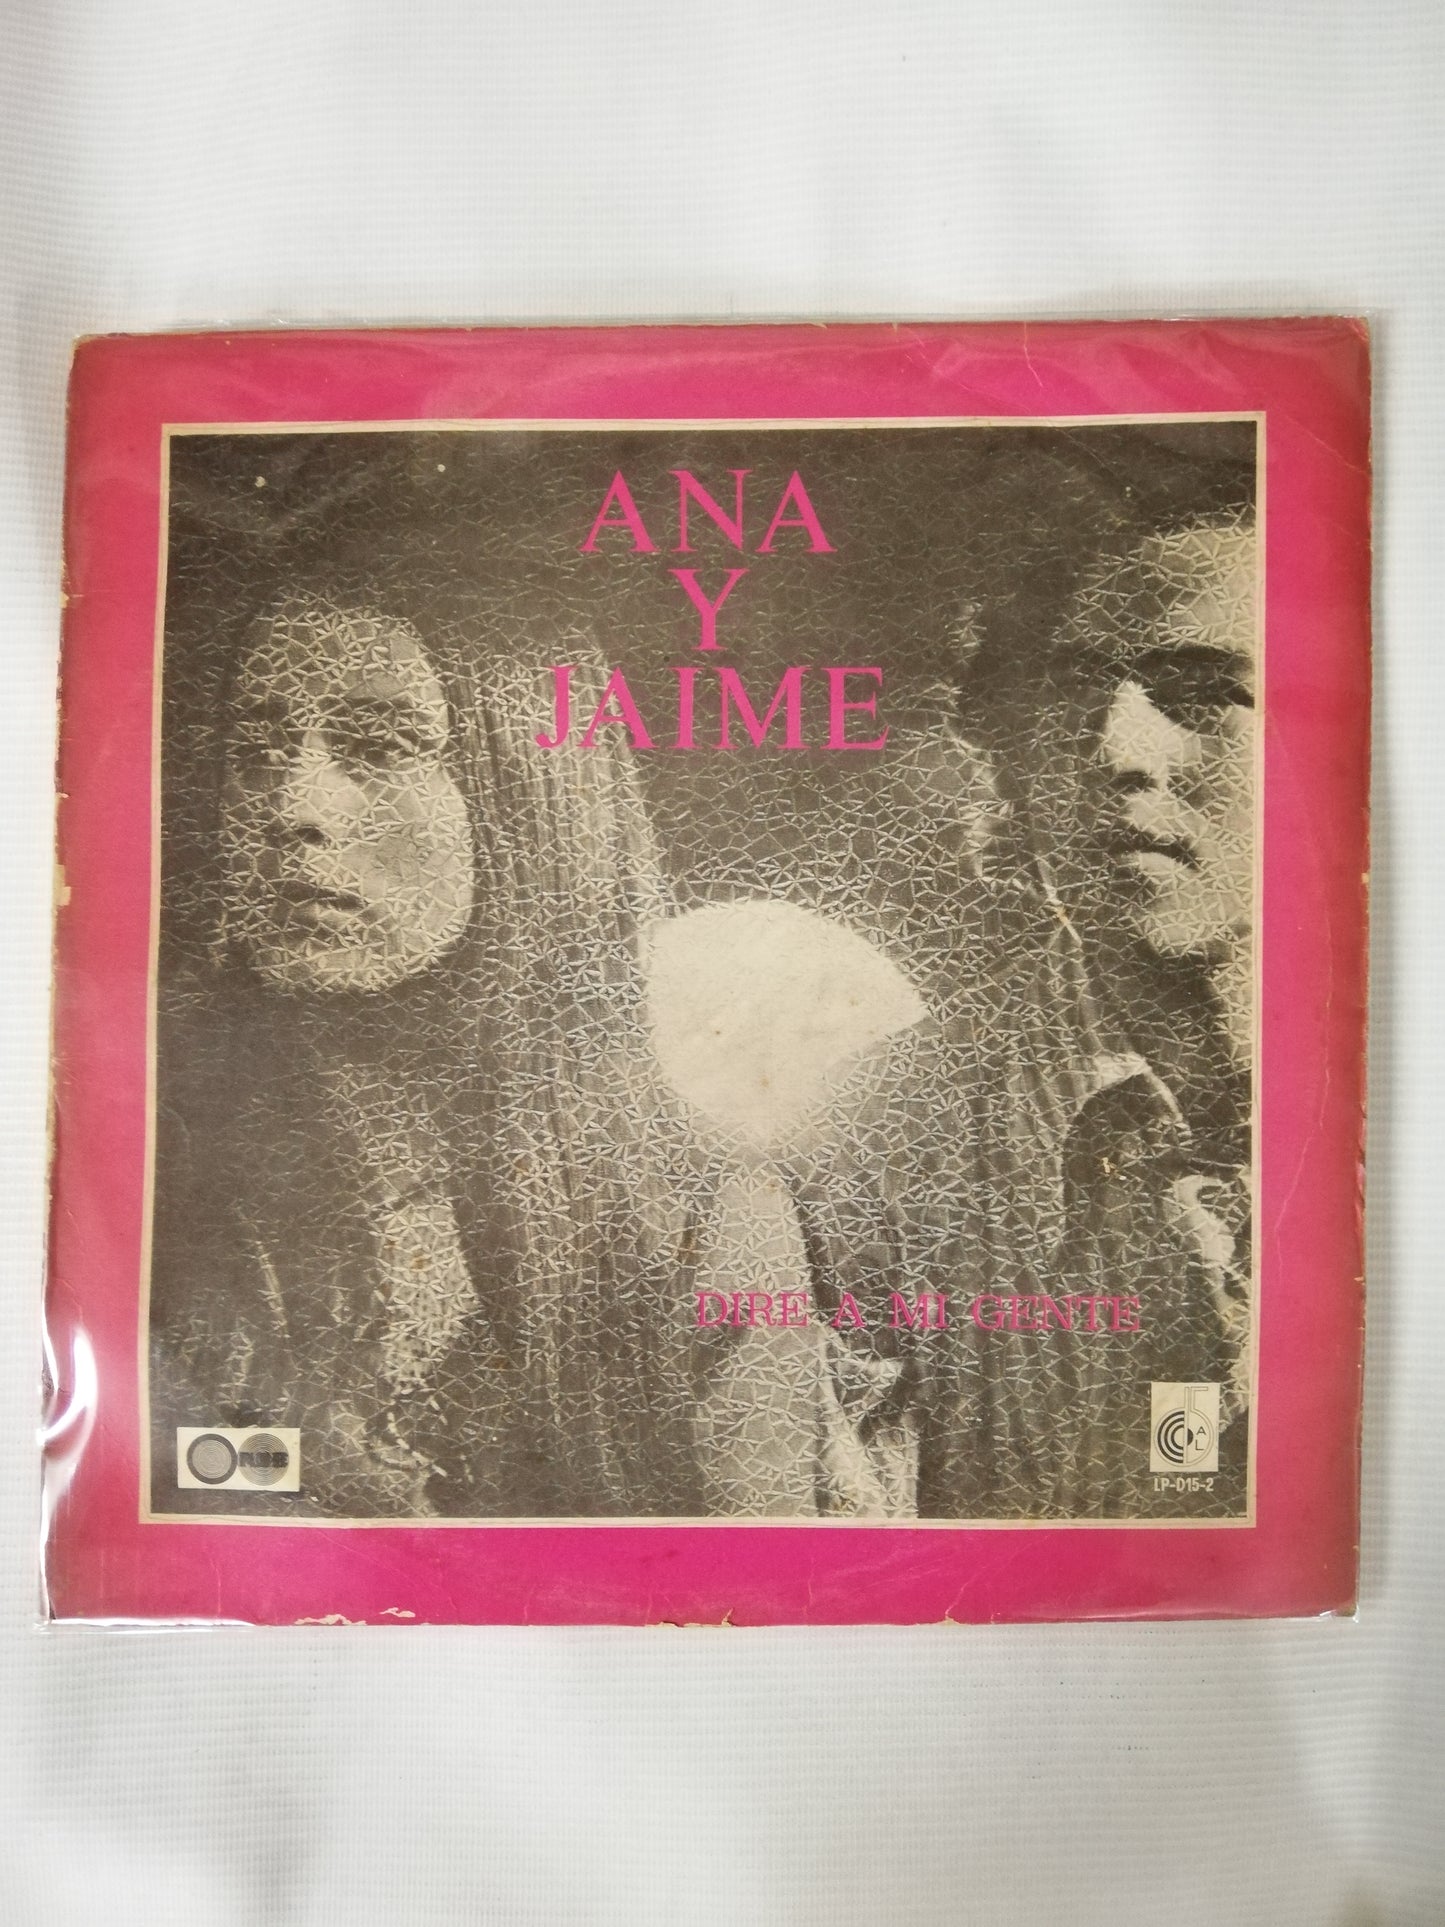 ANA
Y
JAIME
DIRE A MI GENTE
LP-D15-2